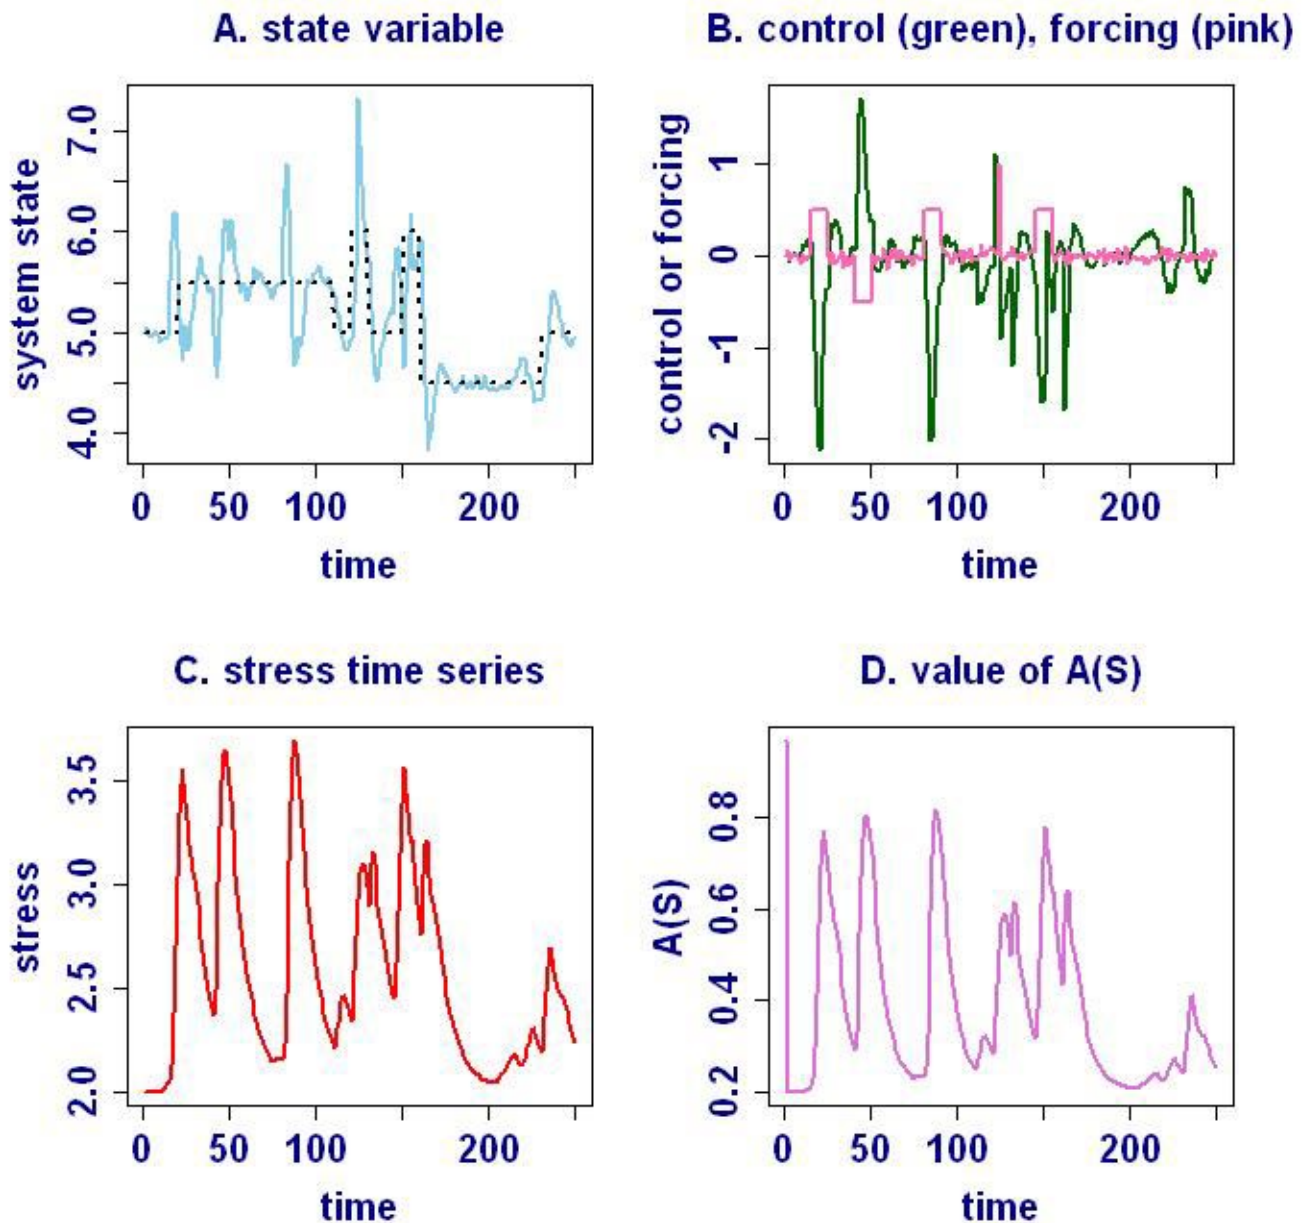 A. state variable
system state
7.0
6.0
5.0
4.0
0 50 100 200
time
B. control (green), forcing (pink)
control or forcing
1
0
-1
-2
0 50 100 200
time
C. stress time series
stress
3.5
3.0
2.5
2.0
0 50 100 200
time
D. value of A(S)
A(S)
0.8
0.6
0.4
0.2
0 50 100 200
time